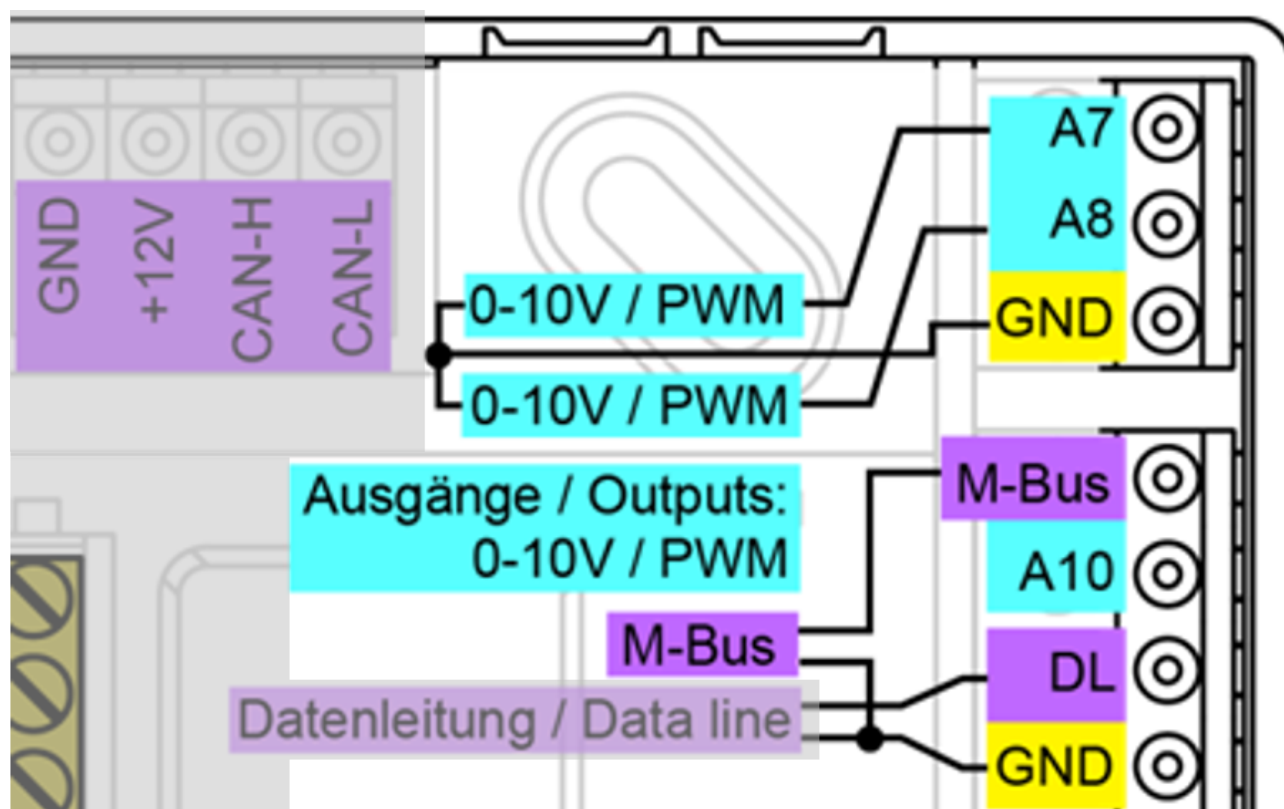 GND
+12V
CAN-H
CAN-L
A7
A8
GND
0-10V / PWM
0-10V / PWM
Ausgänge / Outputs:
0-10V / PWM
M-Bus
A10
M-Bus
DL
Datenleitung / Data line
GND